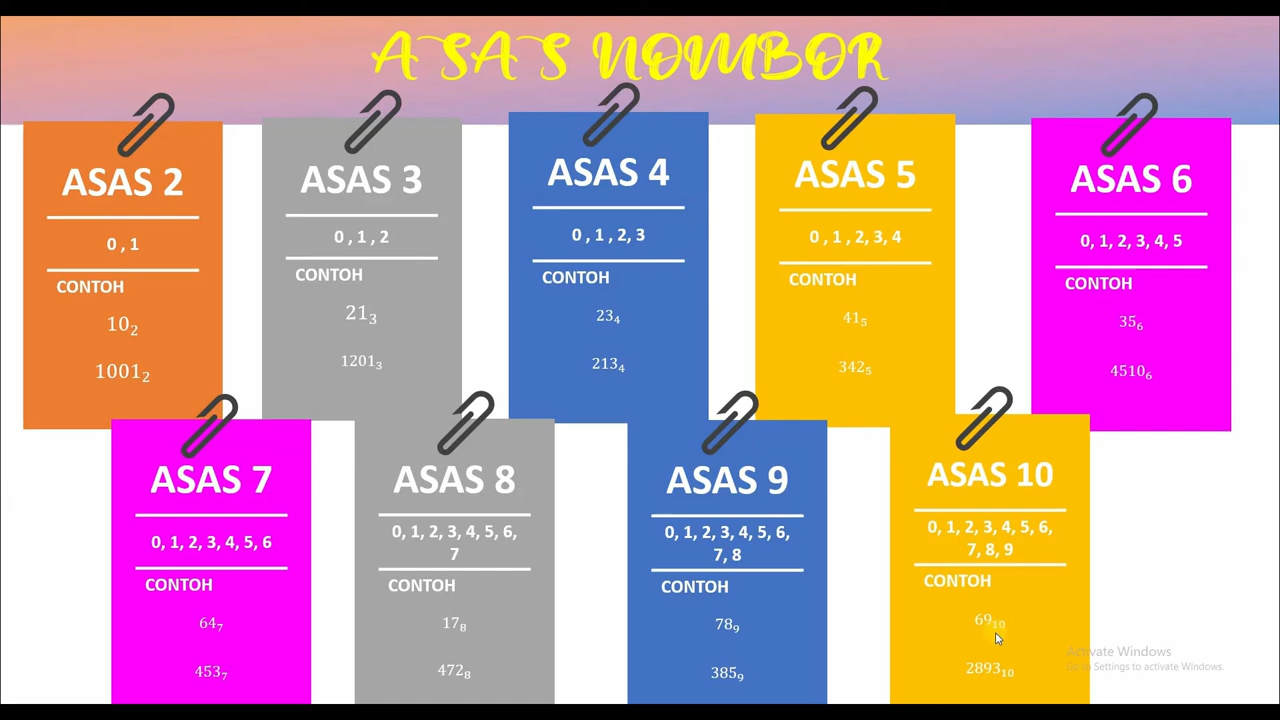 ASAS NOMBOR
ASAS 2
0 , 1
CONTOH
10₂
1001₂
ASAS 3
0 , 1 , 2
CONTOH
21₃
1201₃
ASAS 4
0 , 1 , 2, 3
CONTOH
23₄
213₄
ASAS 5
0 , 1 , 2, 3, 4
CONTOH
41₅
342₅
ASAS 6
0, 1, 2, 3, 4, 5
CONTOH
35₆
4510₆
ASAS 7
0, 1, 2, 3, 4, 5, 6
CONTOH
64₇
453₇
ASAS 8
0, 1, 2, 3, 4, 5, 6,
7
CONTOH
17₈
472₈
ASAS 9
0, 1, 2, 3, 4, 5, 6,
7, 8
CONTOH
78₉
385₉
ASAS 10
0, 1, 2, 3, 4, 5, 6,
7, 8, 9
CONTOH
69₁₀
2893₁₀
Activate Windows
Go to Settings to activate Windows.